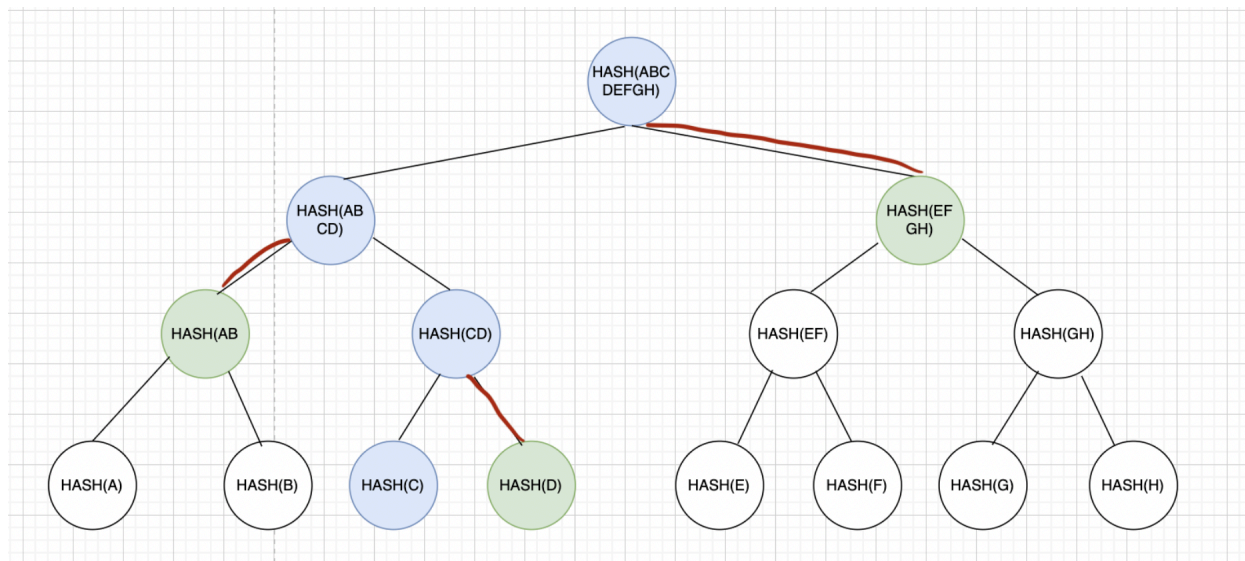 HASH(ABC
DEFGH)
HASH(AB
CD)
HASH(EF
GH)
HASH(AB
HASH(CD)
HASH(EF)
HASH(GH)
HASH(A)
HASH(B)
HASH(C)
HASH(D)
HASH(E)
HASH(F)
HASH(G)
HASH(H)